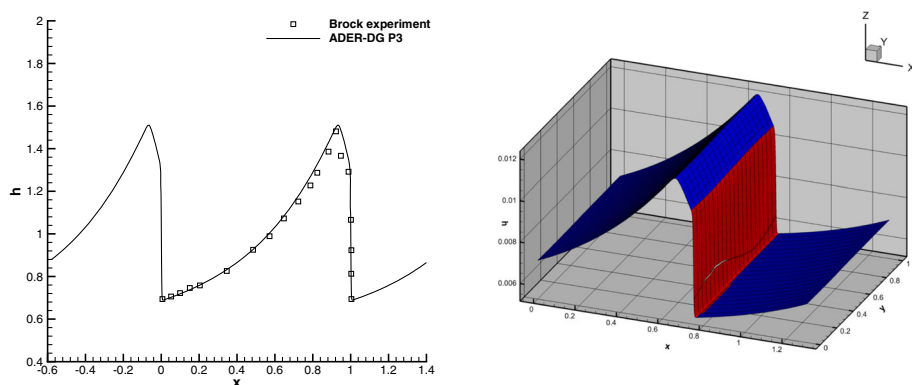 Brock experiment
ADER-DG P3
2
1.8
1.6
1.4
1.2
1
0.8
0.6
0.4
h
-0.6 -0.4 -0.2 0 0.2 0.4 0.6 0.8 1 1.2 1.4
x
Z
Y
X
0.012
0.01
0.008
0.006
h
0 0.2 0.4 0.6 0.8 1 1.2
x
0 0.2 0.4 0.6 0.8 1
y